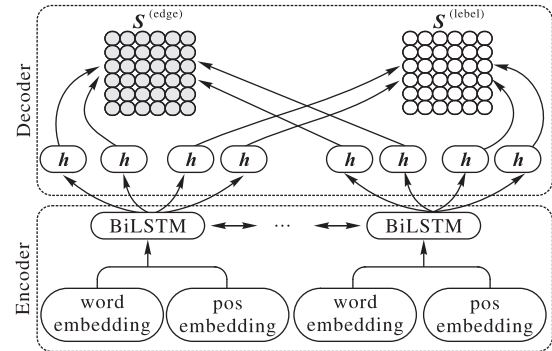 S (edge)
S (lebel)
Decoder
h h h h h h h h
BiLSTM ... BiLSTM
Encoder
word embedding
pos embedding
word embedding
pos embedding